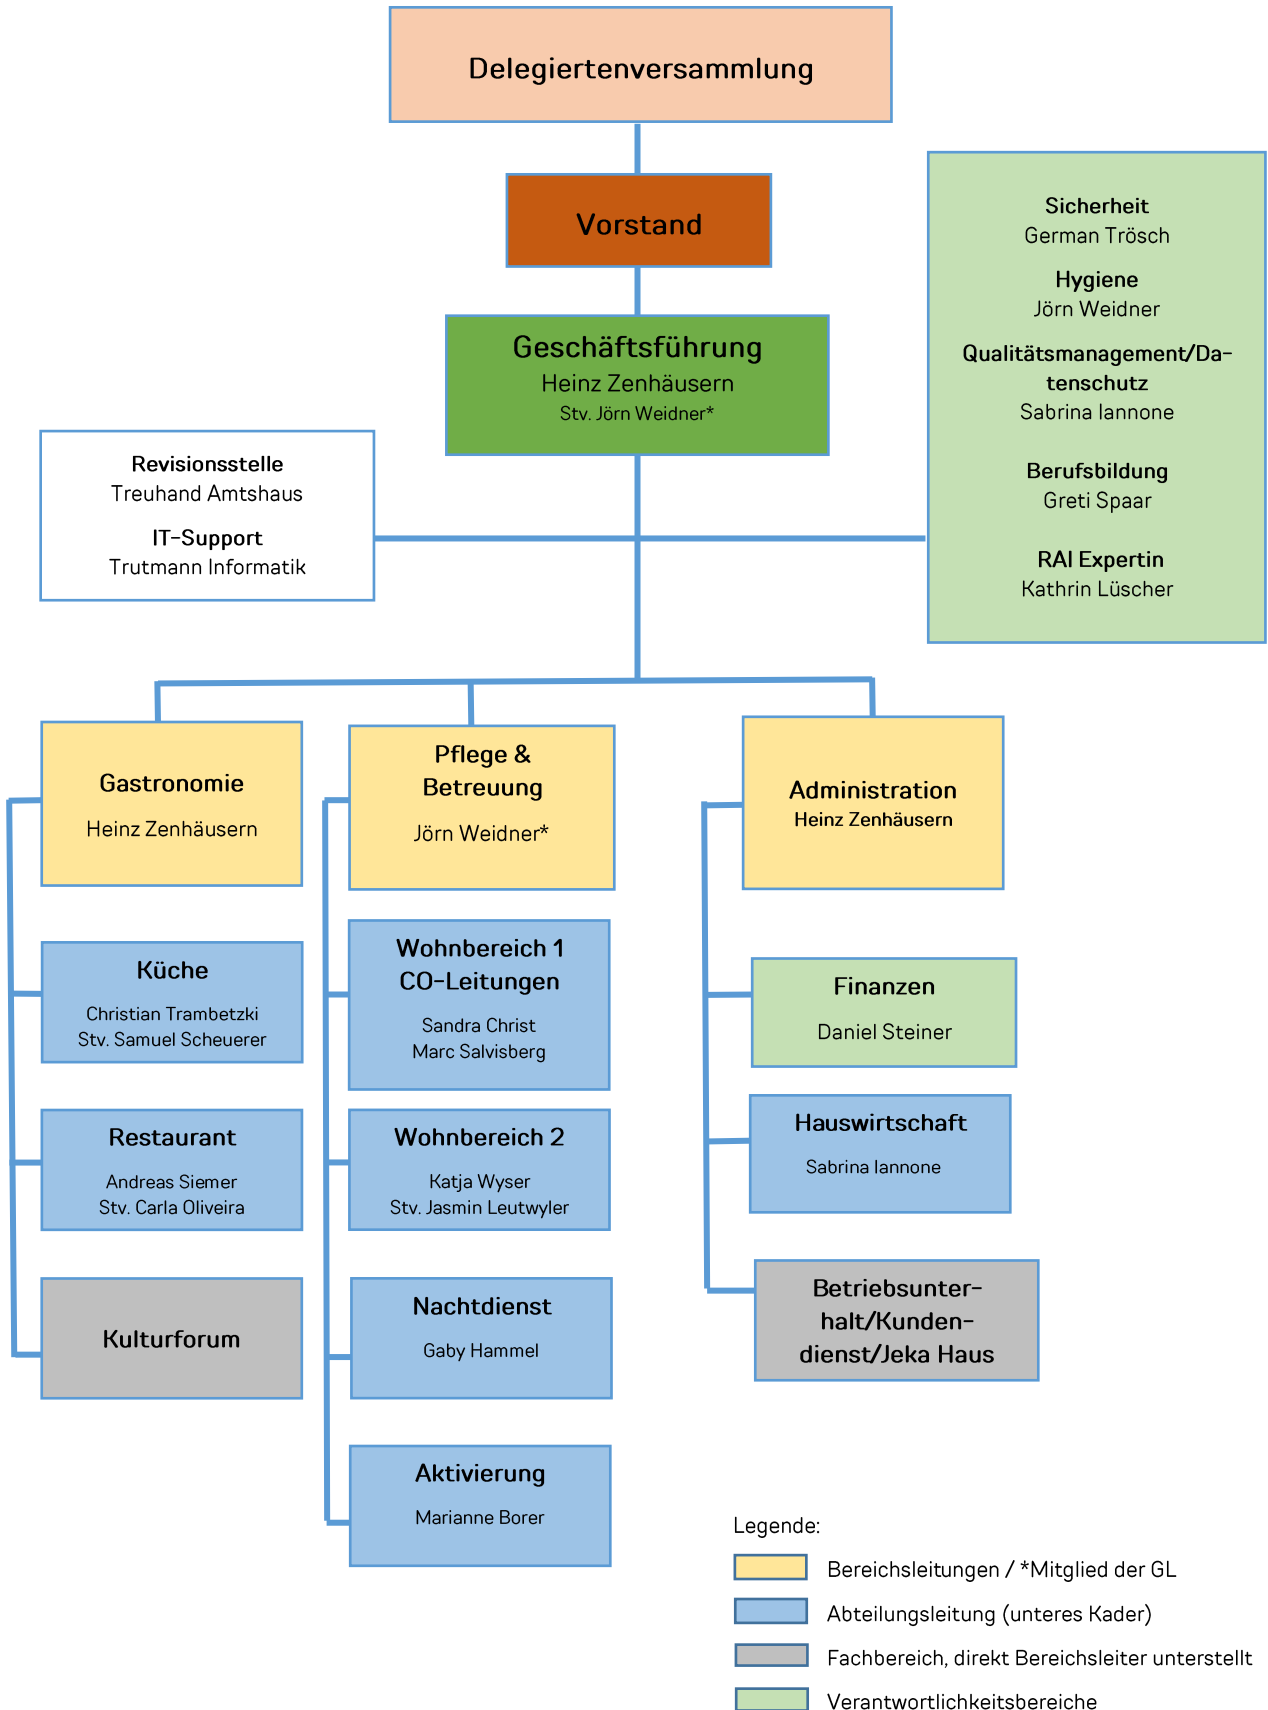 Delegiertenversammlung
Vorstand
Geschäftsführung
Heinz Zenhäusern
Stv. Jörn Weidner*
Sicherheit
German Trösch
Hygiene
Jörn Weidner
Qualitätsmanagement/Da-
tenschutz
Sabrina Iannone
Berufsbildung
Greti Spaar
RAI Expertin
Kathrin Lüscher
Revisionsstelle
Treuhand Amtshaus
IT-Support
Trutmann Informatik
Gastronomie
Heinz Zenhäusern
Küche
Christian Trambetzki
Stv. Samuel Scheuerer
Restaurant
Andreas Siemer
Stv. Carla Oliveira
Kulturforum
Pflege &
Betreuung
Jörn Weidner*
Wohnbereich 1
CO-Leitungen
Sandra Christ
Marc Salvisberg
Wohnbereich 2
Katja Wyser
Stv. Jasmin Leutwyler
Nachtdienst
Gaby Hammel
Aktivierung
Marianne Borer
Administration
Heinz Zenhäusern
Finanzen
Daniel Steiner
Hauswirtschaft
Sabrina Iannone
Betriebsunter-
halt/Kunden-
dienst/Jeka Haus
Legende:
Bereichsleitungen / *Mitglied der GL
Abteilungsleitung (unteres Kader)
Fachbereich, direkt Bereichsleiter unterstellt
Verantwortlichkeitsbereiche